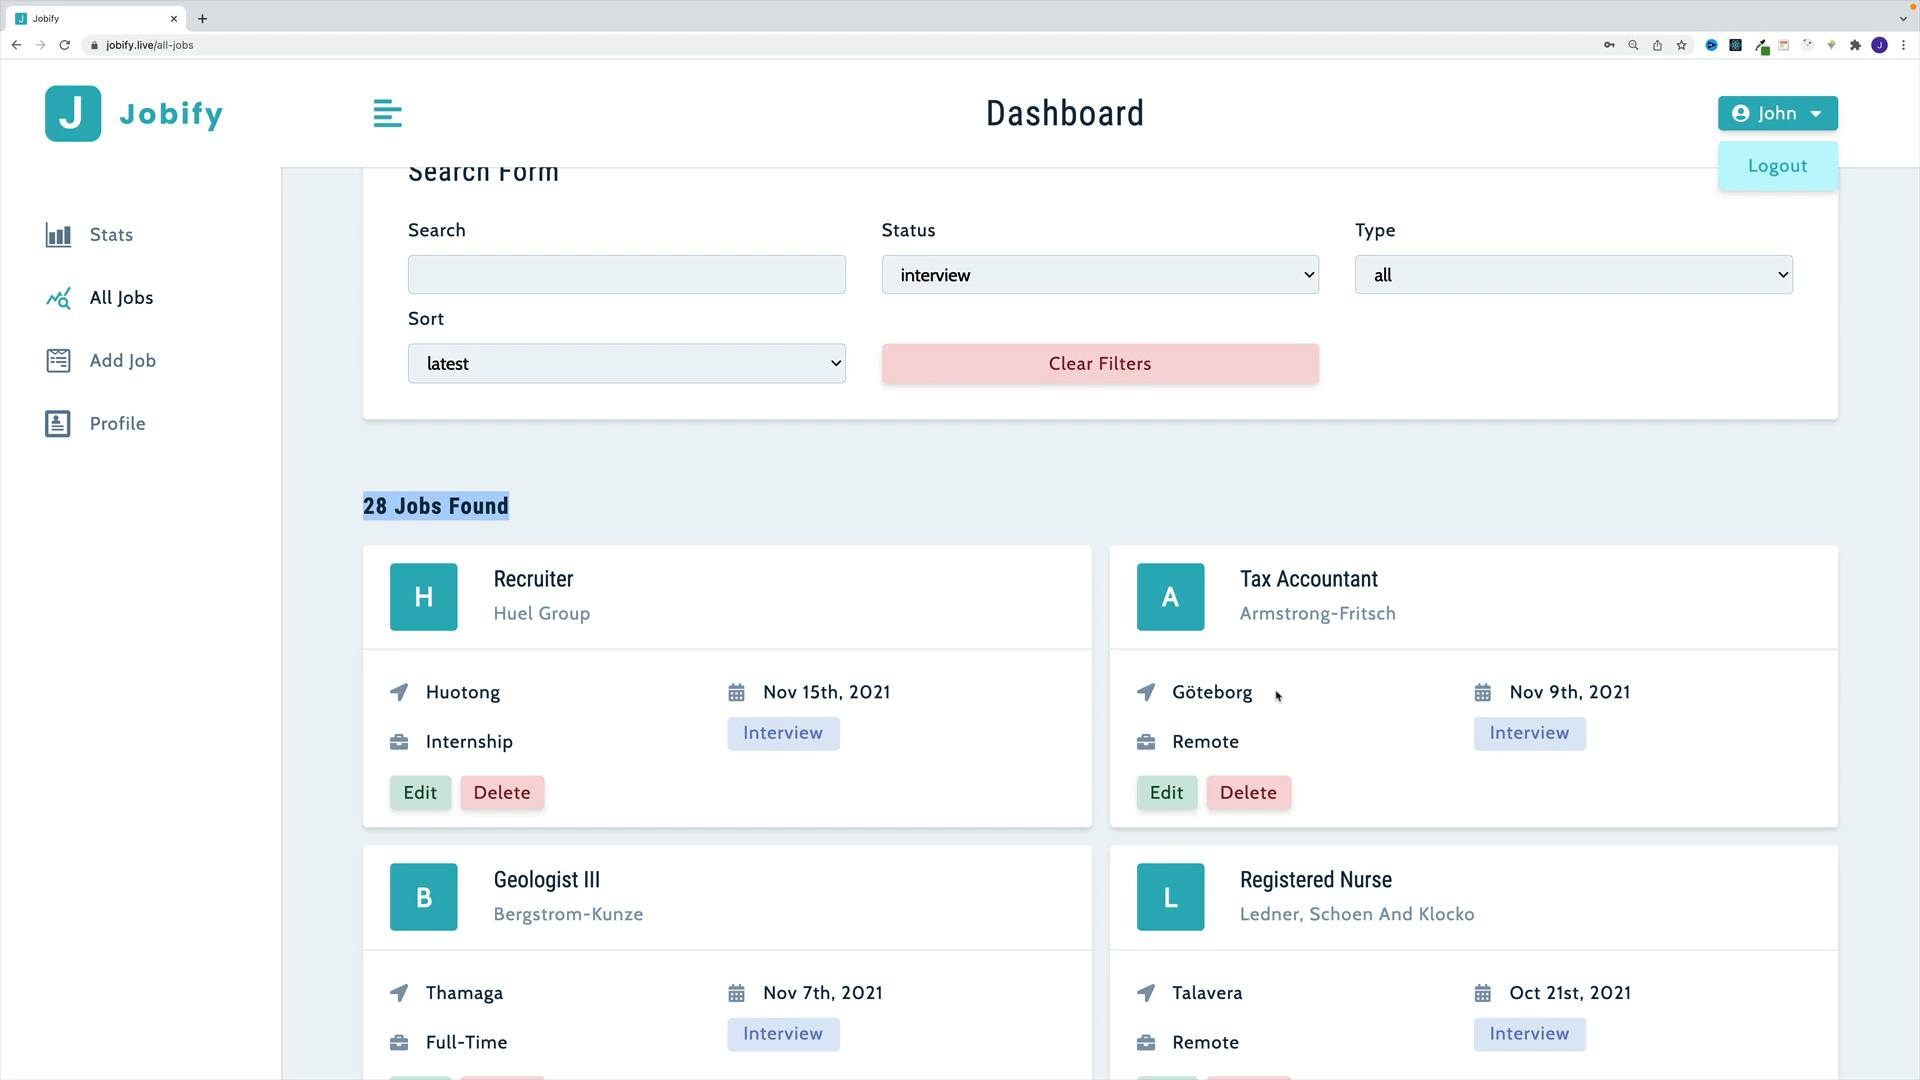 Jobify
jobify.live/all-jobs
J
J
Jobify
Dashboard
John
Logout
Stats
All Jobs
Add Job
Profile
Search Form
Search
Status
Type
interview
all
Sort
latest
Clear Filters
28 Jobs Found
H
Recruiter
Huel Group
Huotong
Nov 15th, 2021
Internship
Interview
Edit
Delete
A
Tax Accountant
Armstrong-Fritsch
Göteborg
Nov 9th, 2021
Remote
Interview
Edit
Delete
B
Geologist III
Bergstrom-Kunze
Thamaga
Nov 7th, 2021
Full-Time
Interview
L
Registered Nurse
Ledner, Schoen And Klocko
Talavera
Oct 21st, 2021
Remote
Interview